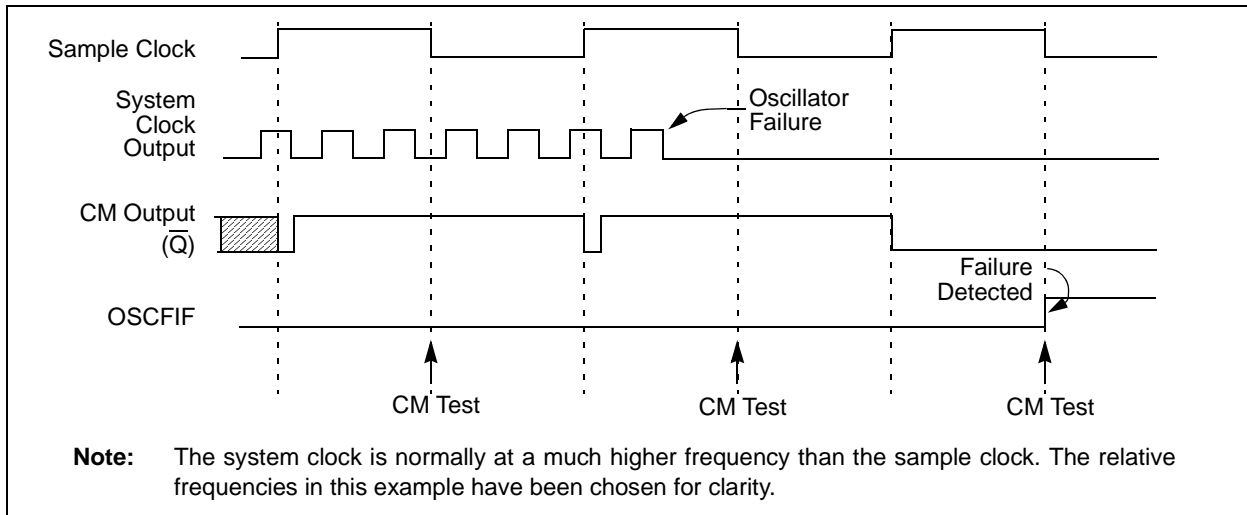 Sample Clock
System
Clock
Output
Oscillator
Failure
CM Output
(Q̅)
Failure
Detected
OSCFIF
CM Test
CM Test
CM Test
Note: The system clock is normally at a much higher frequency than the sample clock. The relative
frequencies in this example have been chosen for clarity.